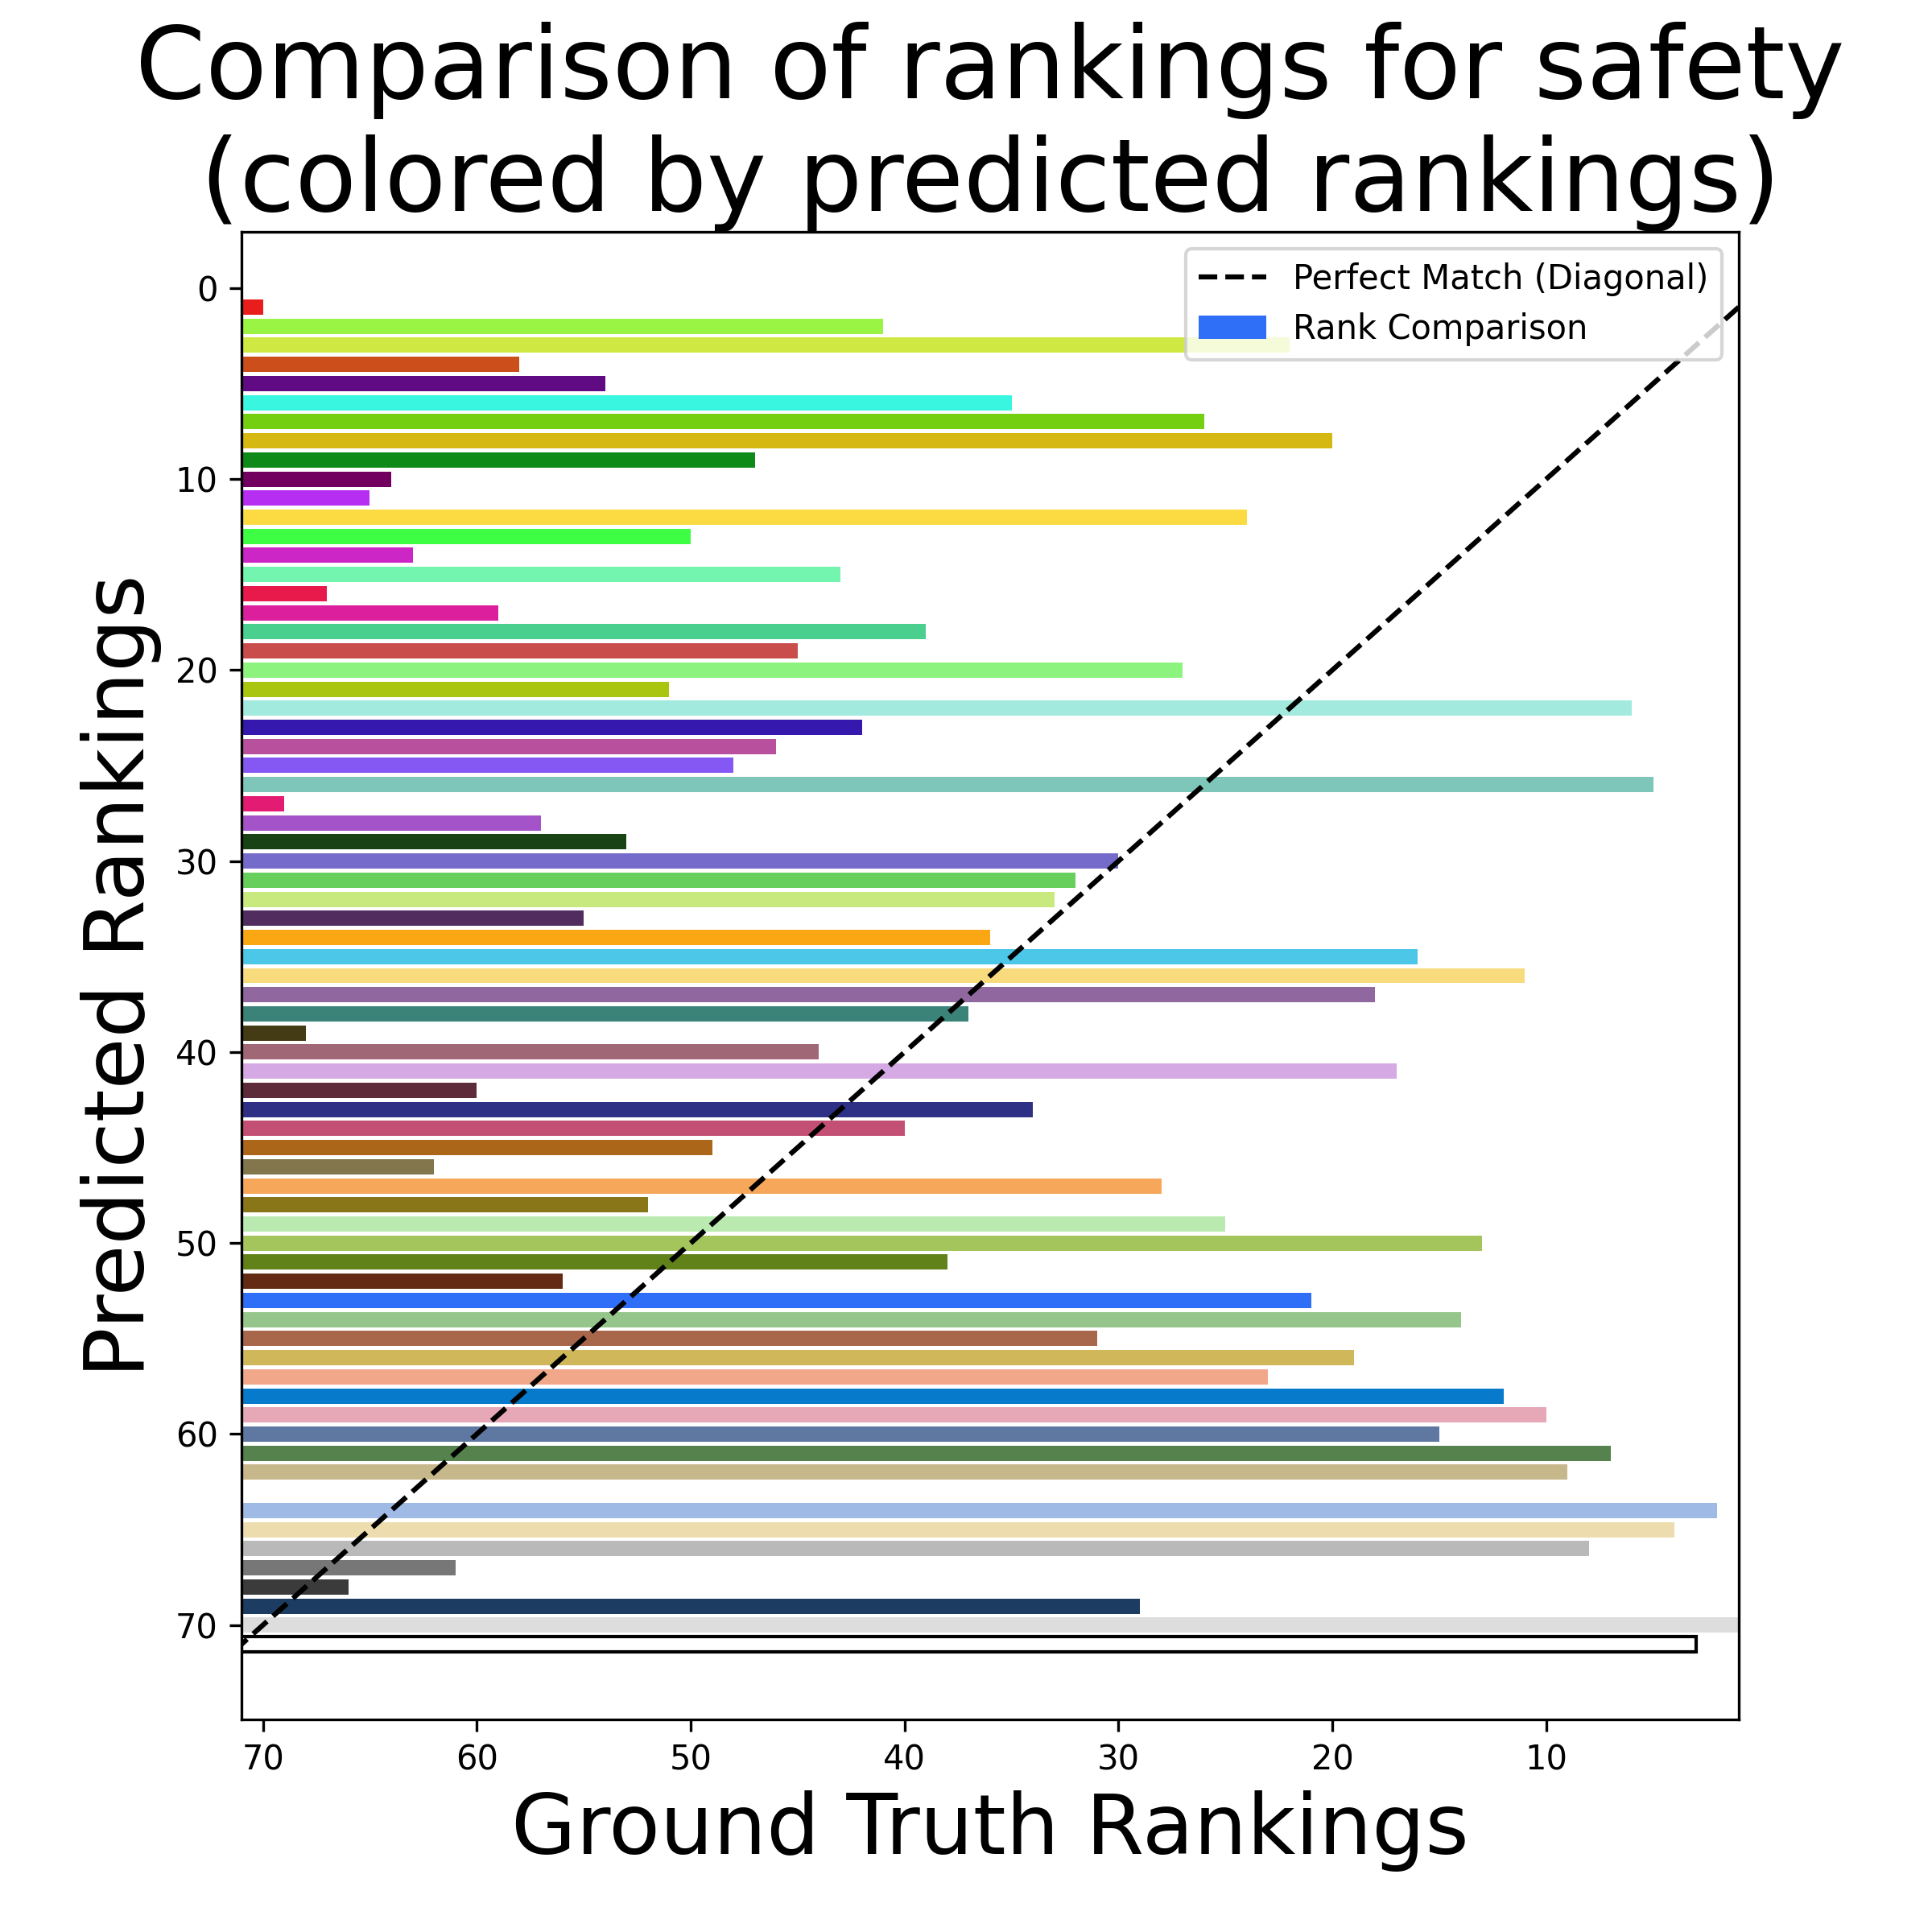 Comparison of rankings for safety
(colored by predicted rankings)
Perfect Match (Diagonal)
Rank Comparison
Predicted Rankings
0
10
20
30
40
50
60
70
70 60 50 40 30 20 10
Ground Truth Rankings